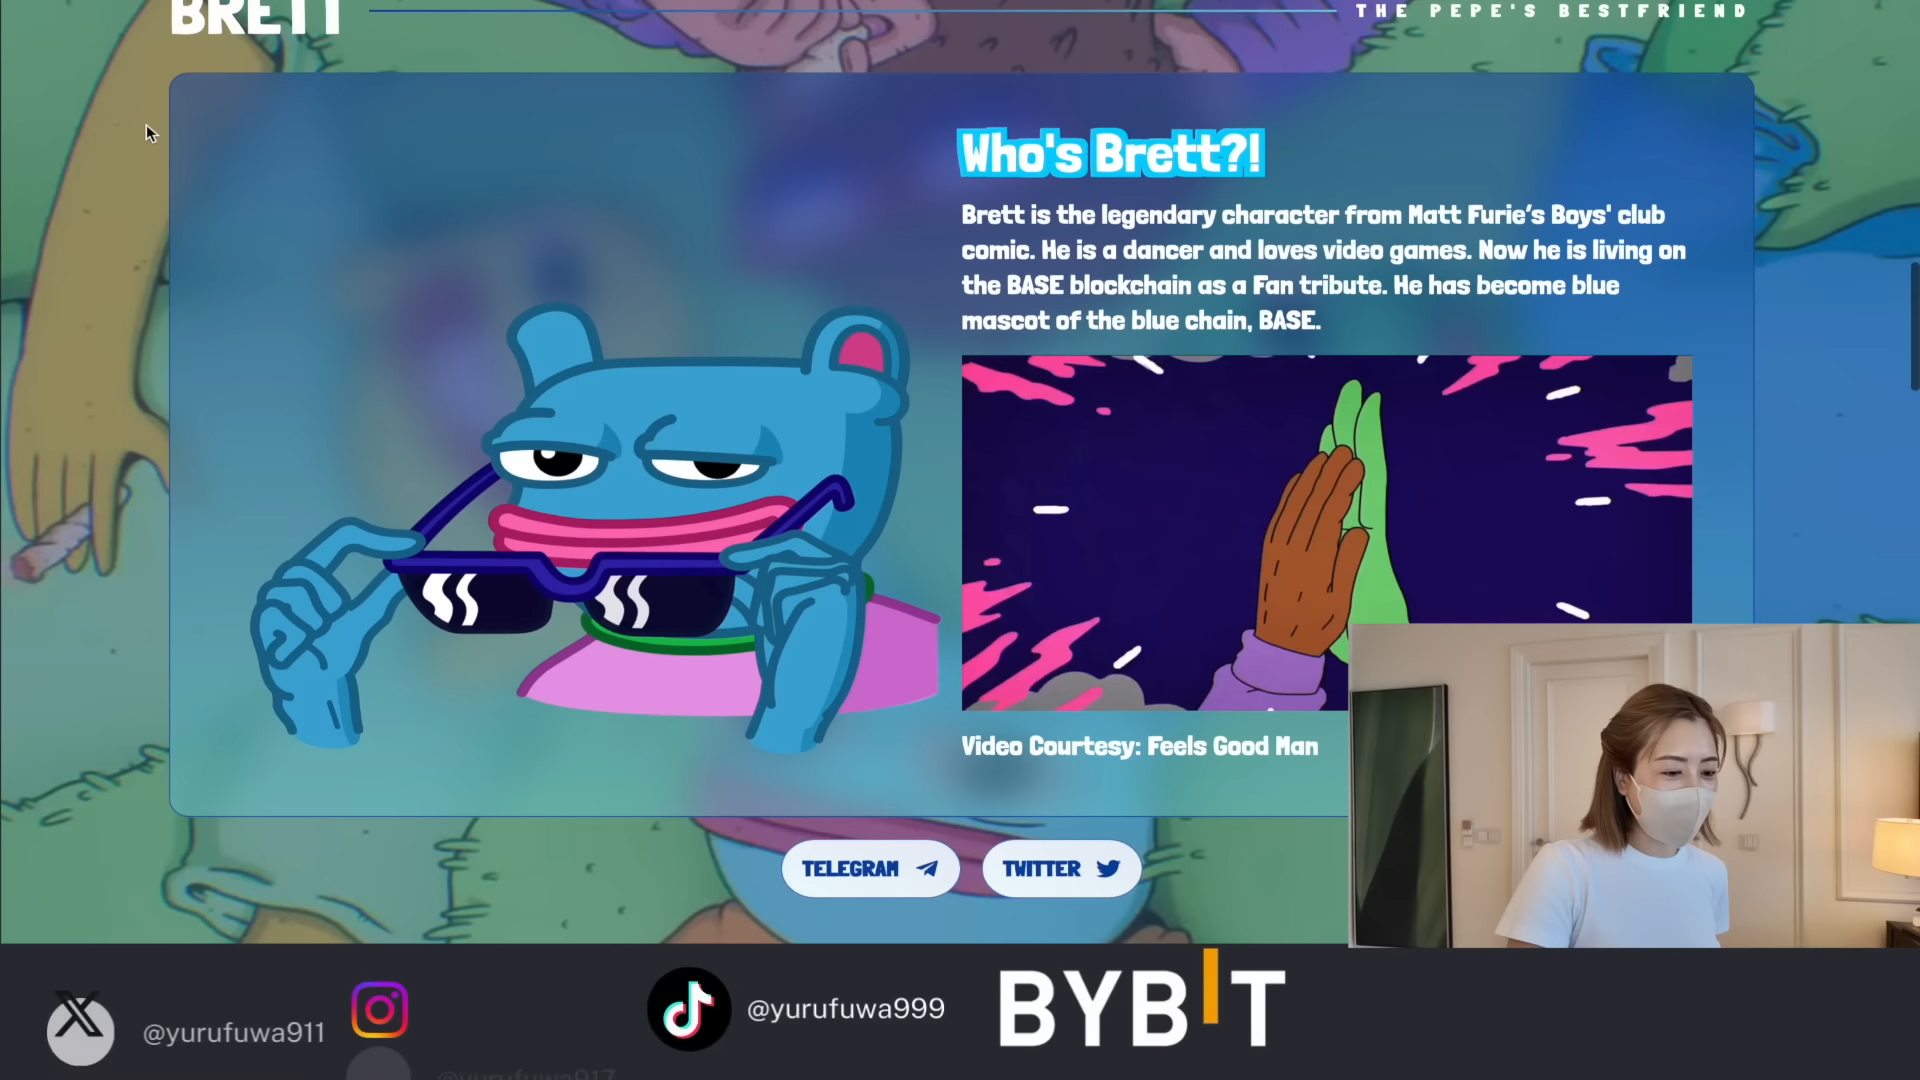 BRETT
THE PEPE'S BESTFRIEND
Who's Brett?!
Brett is the legendary character from Matt Furie’s Boys' club
comic. He is a dancer and loves video games. Now he is living on
the BASE blockchain as a Fan tribute. He has become blue
mascot of the blue chain, BASE.
Video Courtesy: Feels Good Man
TELEGRAM
TWITTER
@yurufuwa911
@yurufuwa999
BYBIT
@yurufuwa917